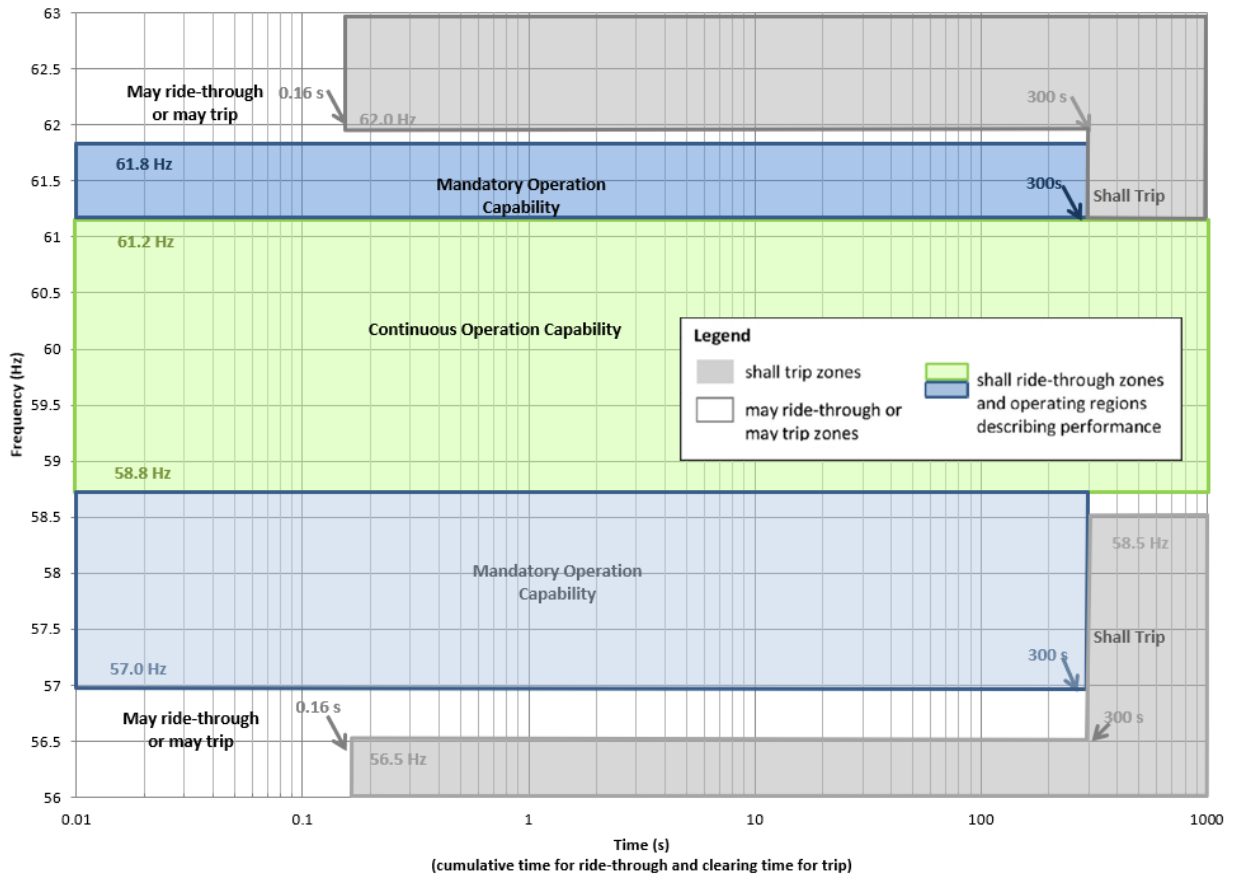 63
62.5
62
61.5
61
60.5
60
59.5
59
58.5
58
57.5
57
56.5
56
Frequency (Hz)
May ride-through
or may trip
0.16 s
62.0 Hz
300 s
61.8 Hz
Mandatory Operation
Capability
300s
Shall Trip
61.2 Hz
Continuous Operation Capability
Legend
shall trip zones
may ride-through or
may trip zones
shall ride-through zones
and operating regions
describing performance
58.8 Hz
58.5 Hz
Mandatory Operation
Capability
Shall Trip
57.0 Hz
300 s
May ride-through
or may trip
0.16 s
300 s
56.5 Hz
0.01
0.1
1
10
100
1000
Time (s)
(cumulative time for ride-through and clearing time for trip)